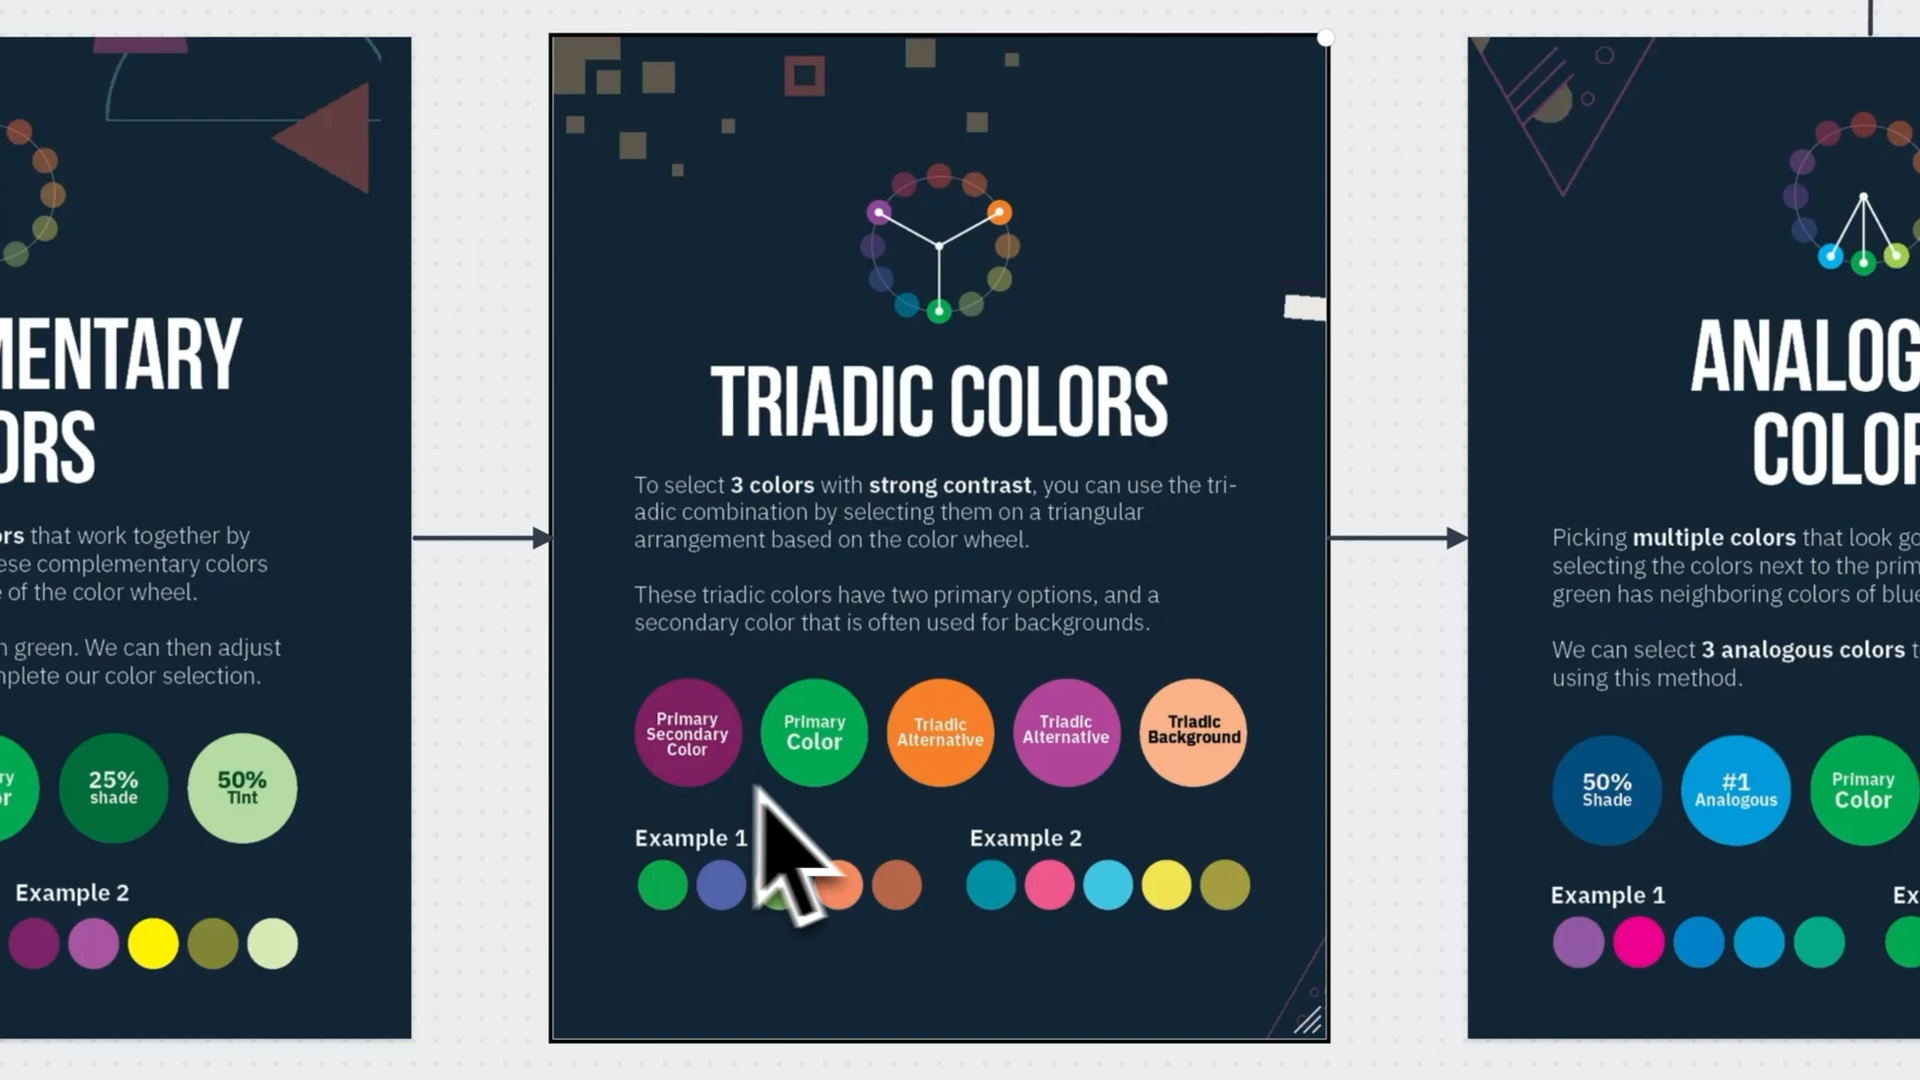 MENTARY
ORS
ors that work together by
ese complementary colors
of the color wheel.
n green. We can then adjust
mplete our color selection.
25%
shade
50%
Tint
Example 2
TRIADIC COLORS
To select 3 colors with strong contrast, you can use the tri-
adic combination by selecting them on a triangular
arrangement based on the color wheel.
These triadic colors have two primary options, and a
secondary color that is often used for backgrounds.
Primary
Secondary
Color
Primary
Color
Triadic
Alternative
Triadic
Alternative
Triadic
Background
Example 1
Example 2
ANALOG
COLOR
Picking multiple colors that look go
selecting the colors next to the prim
green has neighboring colors of blue
We can select 3 analogous colors t
using this method.
50%
Shade
#1
Analogous
Primary
Color
Example 1
Ex